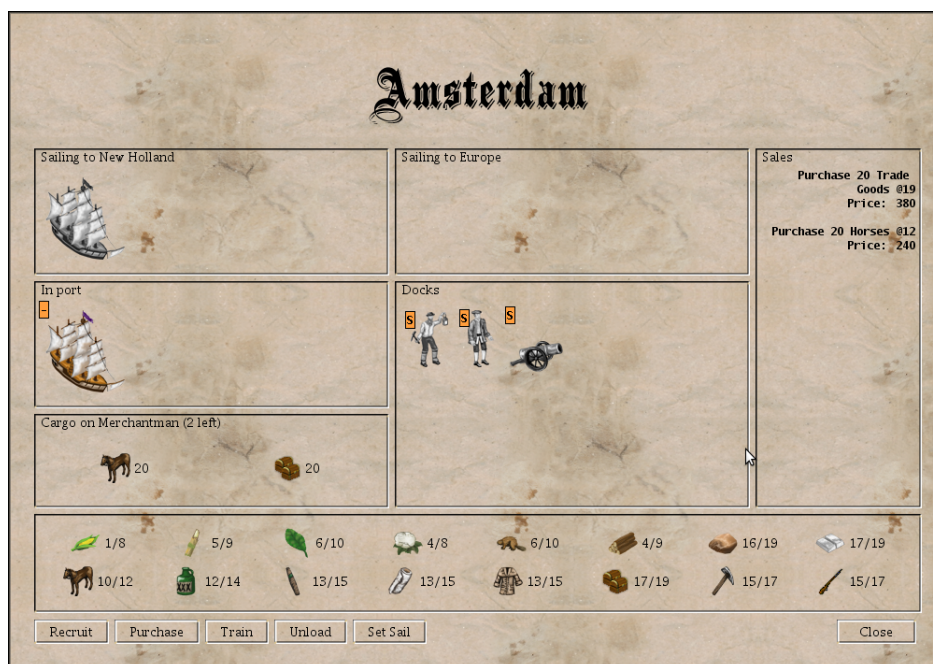 Amsterdam
Sailing to New Holland
Sailing to Europe
Sales
Purchase 20 Trade
Goods @19
Price: 380
Purchase 20 Horses @12
Price: 240
In port
-
Docks
S S S
Cargo on Merchantman (2 left)
20 20
1/8 5/9 6/10 4/8 6/10 4/9 16/19 17/19
10/12 12/14 13/15 13/15 13/15 17/19 15/17 15/17
Recruit Purchase Train Unload Set Sail Close